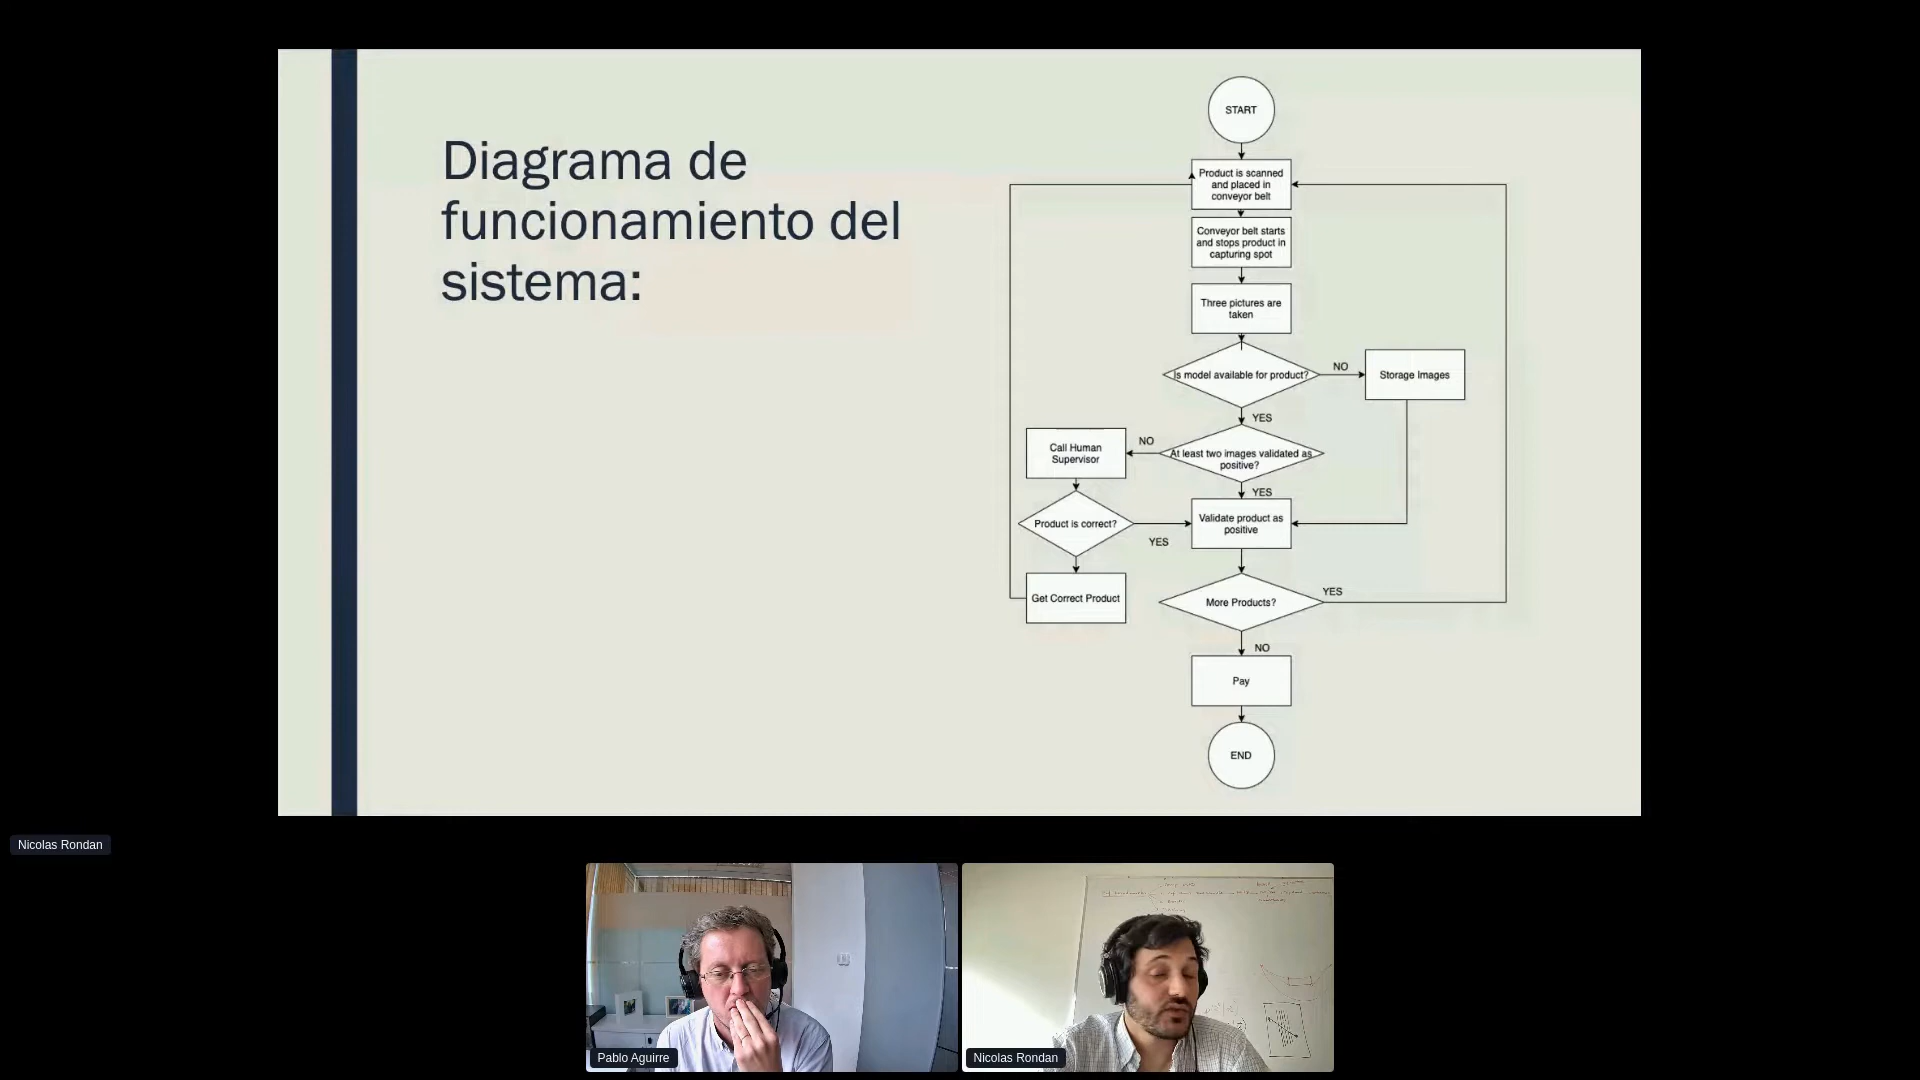 Diagrama de
funcionamiento del
sistema:
START
Product is scanned
and placed in
conveyor belt
Conveyor belt starts
and stops product in
capturing spot
Three pictures are
taken
Is model available for product?
NO
Storage Images
YES
At least two images validated as
positive?
NO
Call Human
Supervisor
YES
Product is correct?
YES
Validate product as
positive
Get Correct Product
More Products?
YES
NO
Pay
END
Nicolas Rondan
Pablo Aguirre
Nicolas Rondan